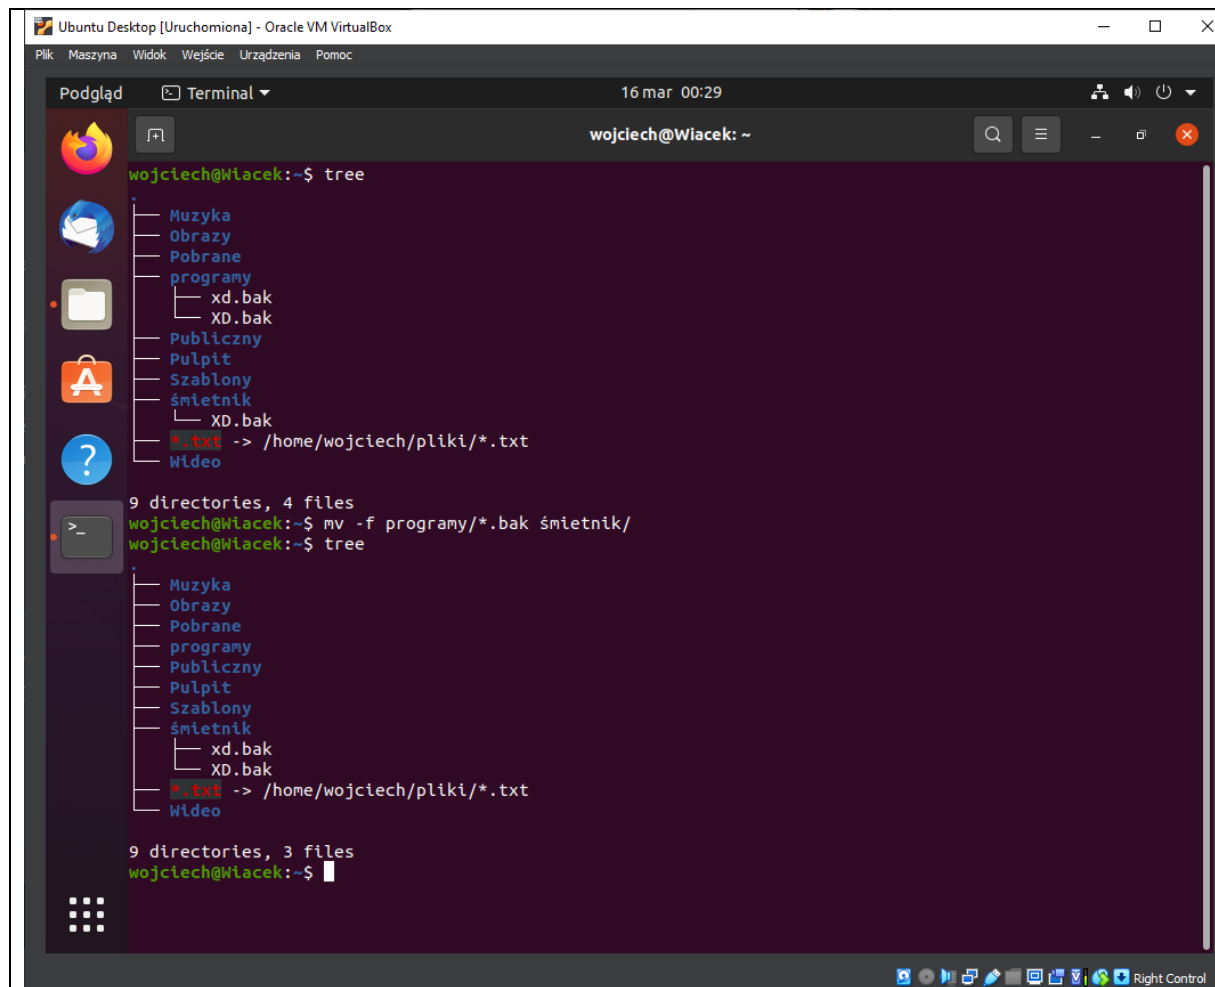 Ubuntu Desktop [Uruchomiona] - Oracle VM VirtualBox
Plik Maszyna Widok Wejście Urządzenia Pomoc
Podgląd Terminal 16 mar 00:29
wojciech@Wiacek: ~
wojciech@Wiacek:~$ tree
.
├── Muzyka
├── Obrazy
├── Pobrane
├── programy
│   ├── xd.bak
│   └── XD.bak
├── Publiczny
├── Pulpit
├── Szablony
├── śmietnik
│   └── XD.bak
├── *.txt -> /home/wojciech/pliki/*.txt
└── Wideo
9 directories, 4 files
wojciech@Wiacek:~$ mv -f programy/*.bak śmietnik/
wojciech@Wiacek:~$ tree
.
├── Muzyka
├── Obrazy
├── Pobrane
├── programy
├── Publiczny
├── Pulpit
├── Szablony
├── śmietnik
│   ├── xd.bak
│   └── XD.bak
├── *.txt -> /home/wojciech/pliki/*.txt
└── Wideo
9 directories, 3 files
wojciech@Wiacek:~$
Right Control